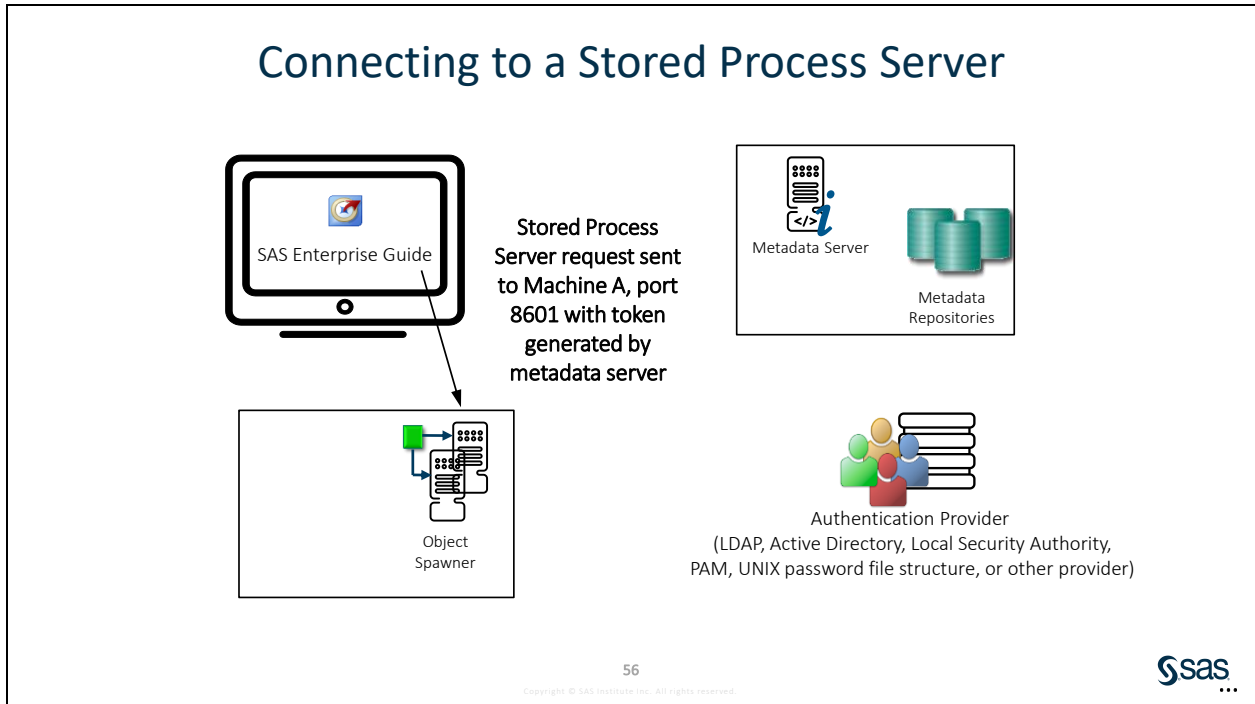 Connecting to a Stored Process Server
SAS Enterprise Guide
Stored Process
Server request sent
to Machine A, port
8601 with token
generated by
metadata server
</>
i
Metadata Server
Metadata
Repositories
Object
Spawner
Authentication Provider
(LDAP, Active Directory, Local Security Authority,
PAM, UNIX password file structure, or other provider)
56
Copyright © SAS Institute Inc. All rights reserved.
sas
...